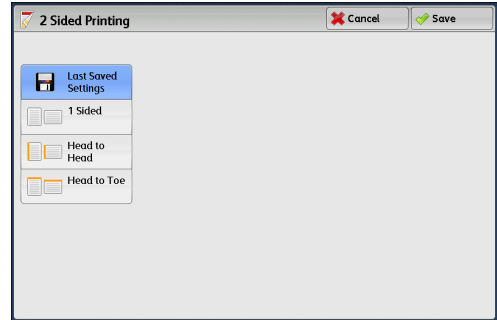 2 Sided Printing
Cancel
Save
Last Saved
Settings
1 Sided
Head to
Head
Head to Toe